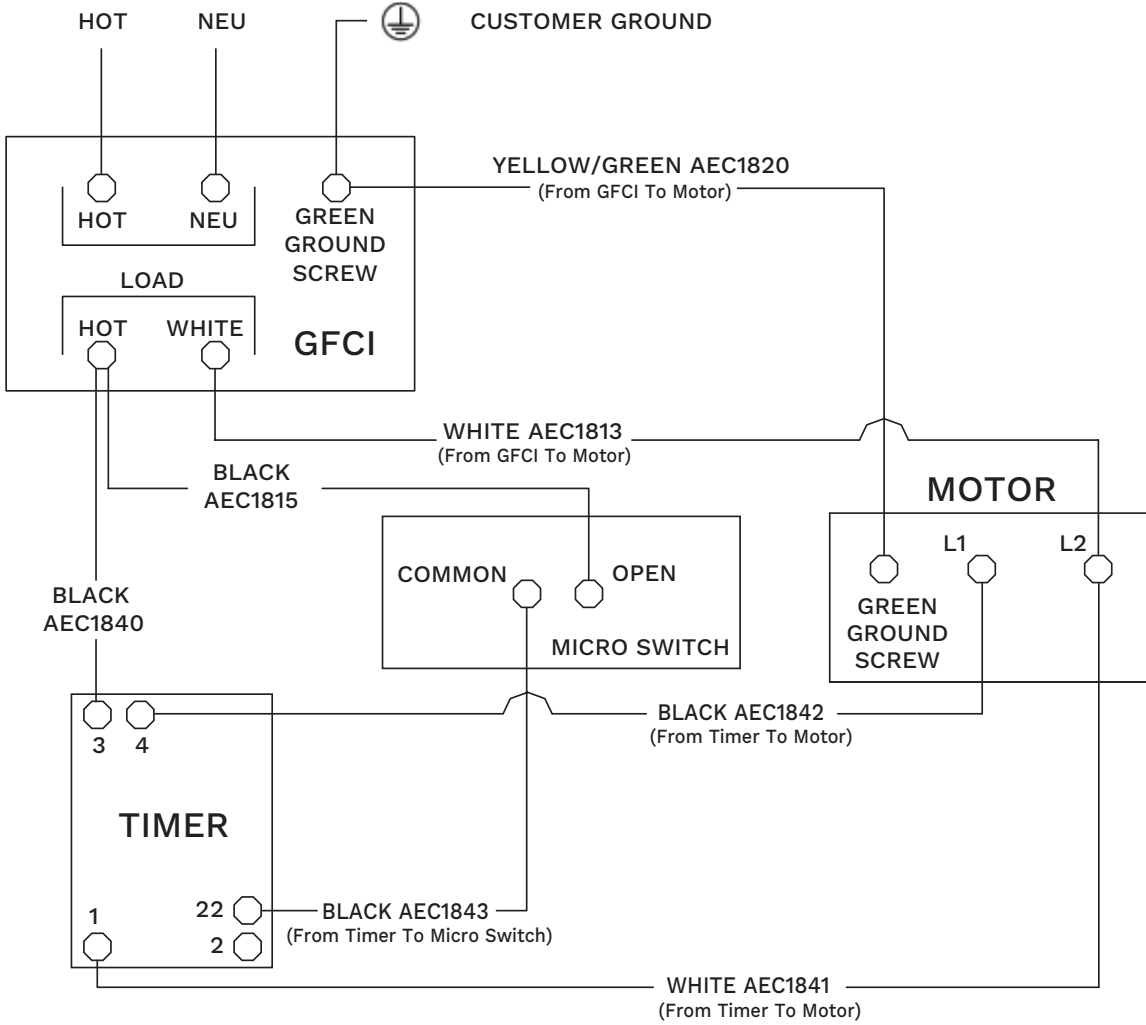 HOT NEU CUSTOMER GROUND
YELLOW/GREEN AEC1820
(From GFCI To Motor)
HOT NEU
GREEN
GROUND
SCREW
LOAD
HOT WHITE
GFCI
WHITE AEC1813
(From GFCI To Motor)
BLACK
AEC1815
MOTOR
L1 L2
GREEN
GROUND
SCREW
COMMON OPEN
MICRO SWITCH
BLACK
AEC1840
BLACK AEC1842
(From Timer To Motor)
3 4
TIMER
1 22
2
BLACK AEC1843
(From Timer To Micro Switch)
WHITE AEC1841
(From Timer To Motor)